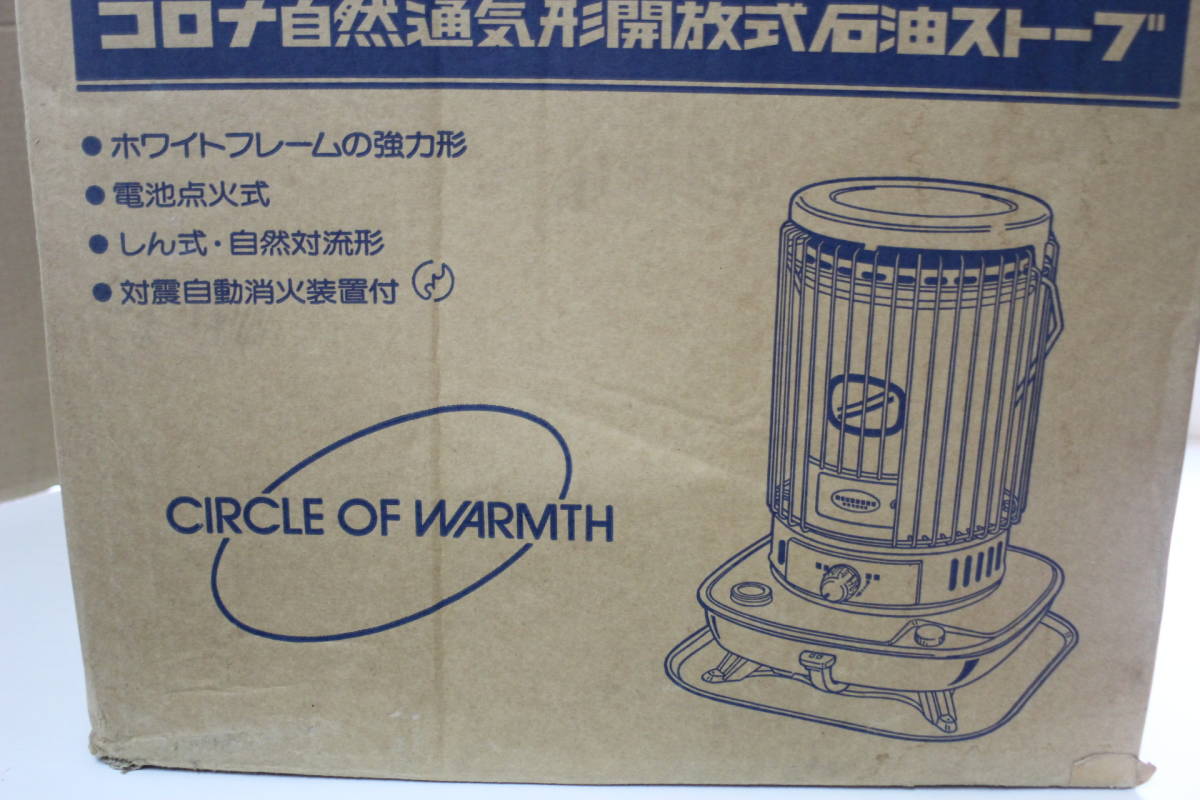 コロナ自然通気形開放式石油ストーブ
● ホワイトフレームの強力形
● 電池点火式
● しん式・自然対流形
● 対震自動消火装置付
CIRCLE OF WARMTH